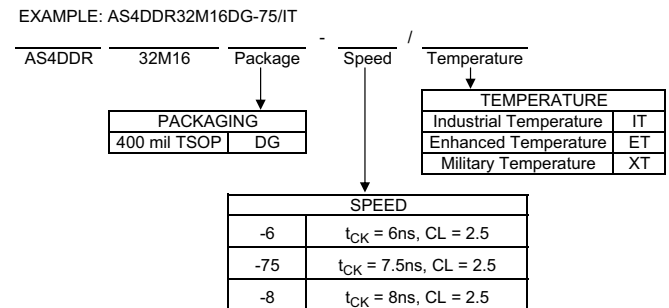 EXAMPLE: AS4DDR32M16DG-75/IT
- /
AS4DDR 32M16 Package Speed Temperature
PACKAGING
400 mil TSOP DG
TEMPERATURE
Industrial Temperature IT
Enhanced Temperature ET
Military Temperature XT
SPEED
-6 tCK = 6ns, CL = 2.5
-75 tCK = 7.5ns, CL = 2.5
-8 tCK = 8ns, CL = 2.5